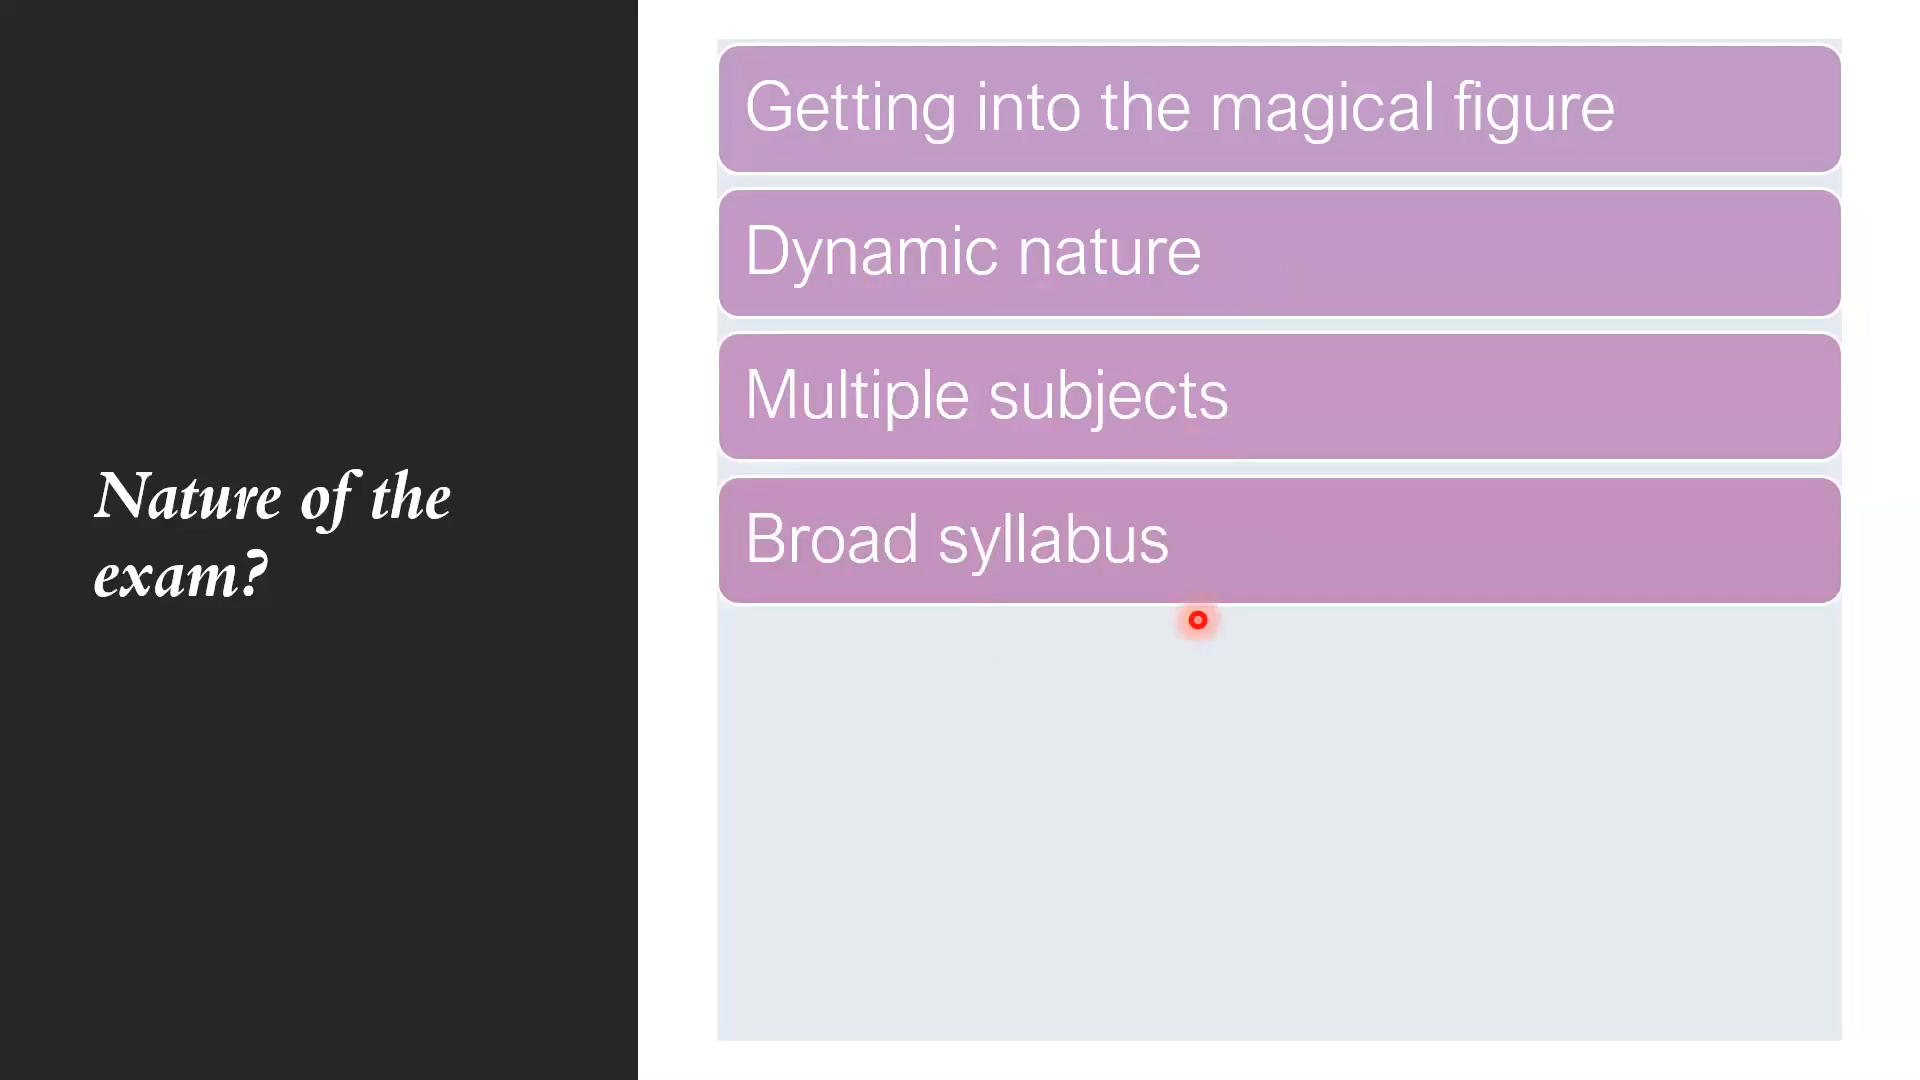 Nature of the
exam?
Getting into the magical figure
Dynamic nature
Multiple subjects
Broad syllabus